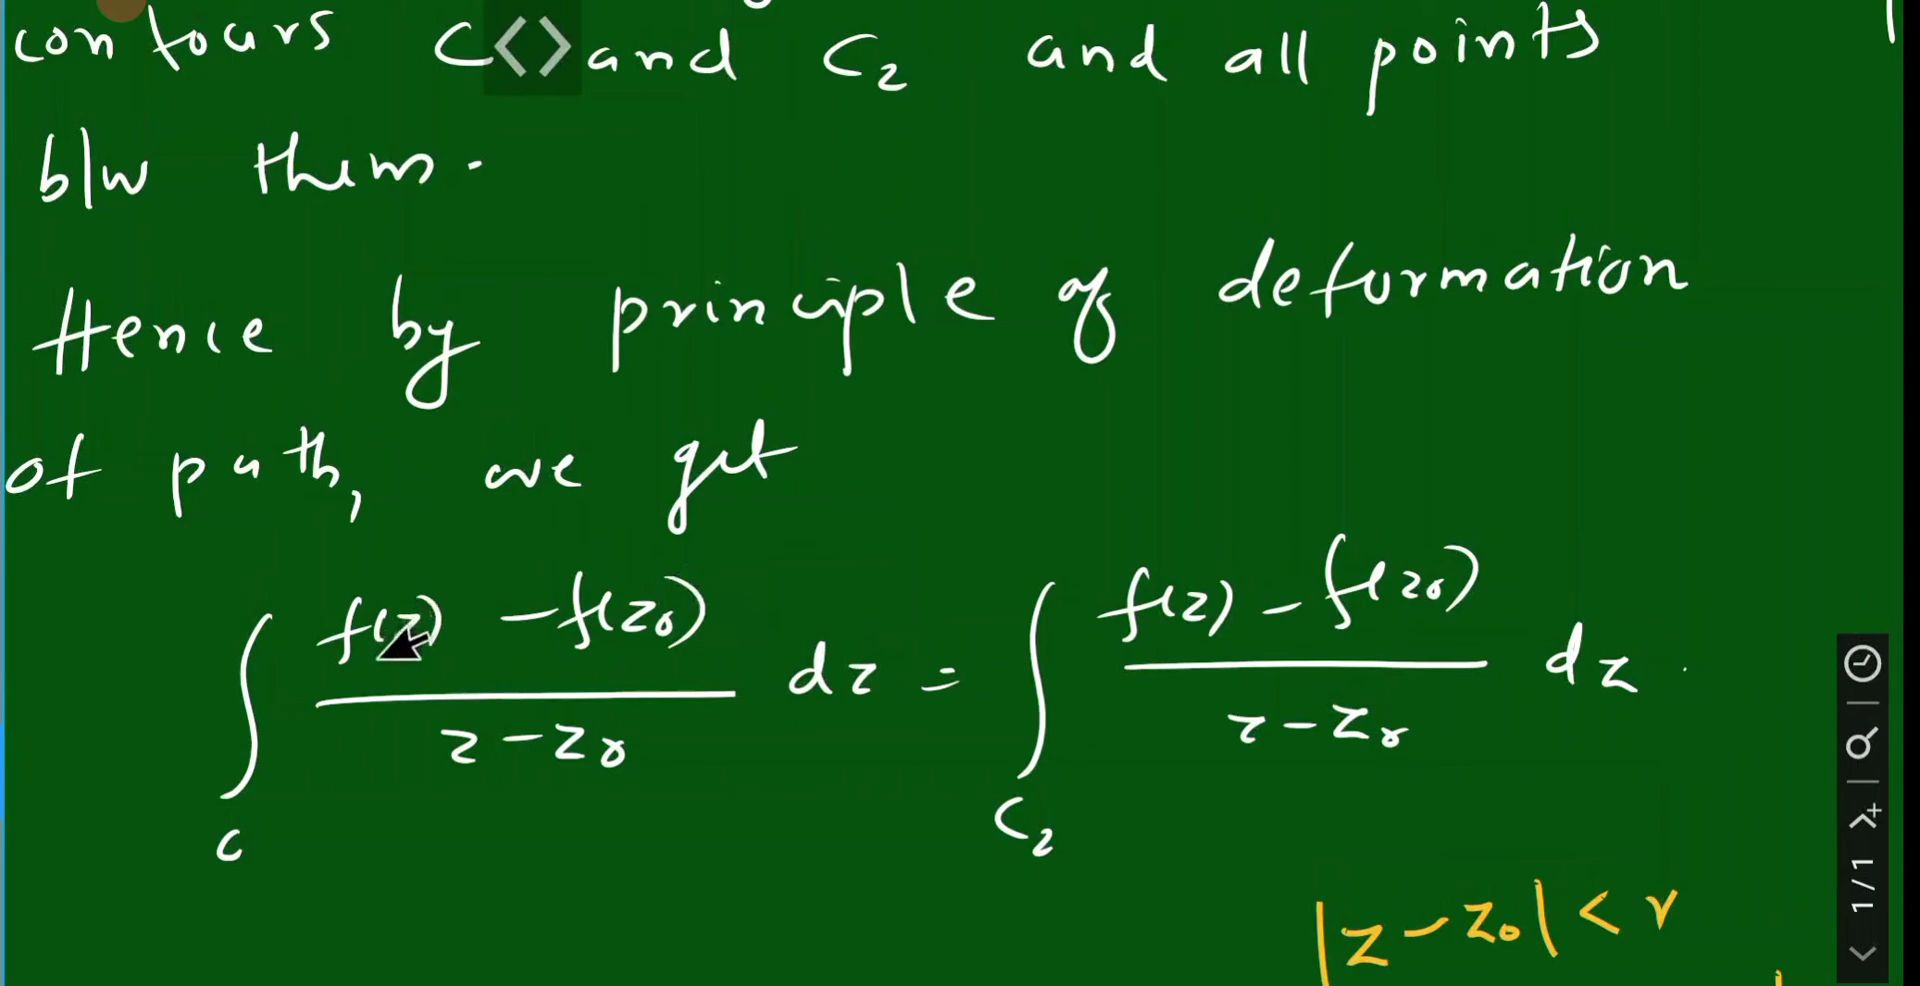 contours C and C₂ and all points
b/w them.
Hence by principle of deformation
of path, we get
∫_C (f(z) - f(z₀))/(z - z₀) dz = ∫_C₂ (f(z) - f(z₀))/(z - z₀) dz.
|z - z₀| < r
1/1